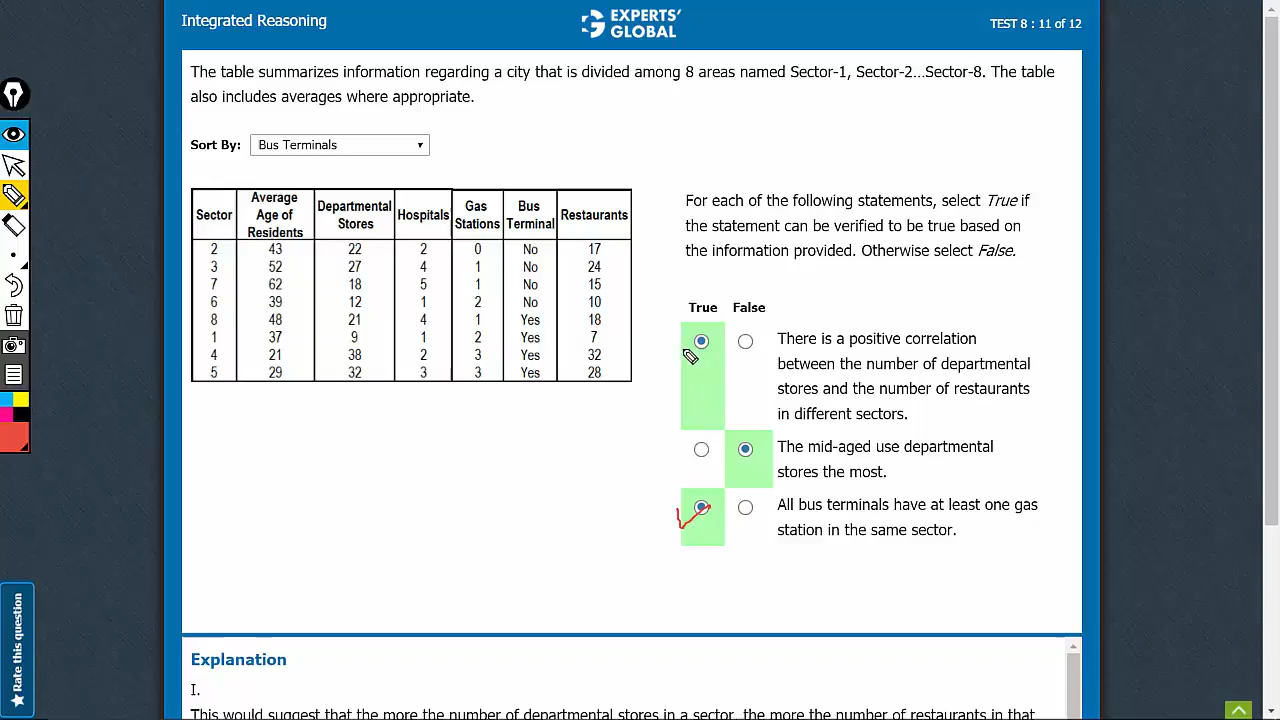 Integrated Reasoning
EXPERTS'
GLOBAL
TEST 8 : 11 of 12
The table summarizes information regarding a city that is divided among 8 areas named Sector-1, Sector-2...Sector-8. The table
also includes averages where appropriate.
Sort By: Bus Terminals
Sector Average Age of Residents Departmental Stores Hospitals Gas Stations Bus Terminal Restaurants
2 43 22 2 0 No 17
3 52 27 4 1 No 24
7 62 18 5 1 No 15
6 39 12 1 2 No 10
8 48 21 4 1 Yes 18
1 37 9 1 2 Yes 7
4 21 38 2 3 Yes 32
5 29 32 3 3 Yes 28
For each of the following statements, select True if
the statement can be verified to be true based on
the information provided. Otherwise select False.
True False
There is a positive correlation
between the number of departmental
stores and the number of restaurants
in different sectors.
The mid-aged use departmental
stores the most.
All bus terminals have at least one gas
station in the same sector.
Rate this question
Explanation
I.
This would suggest that the more the number of departmental stores in a sector, the more the number of restaurants in that